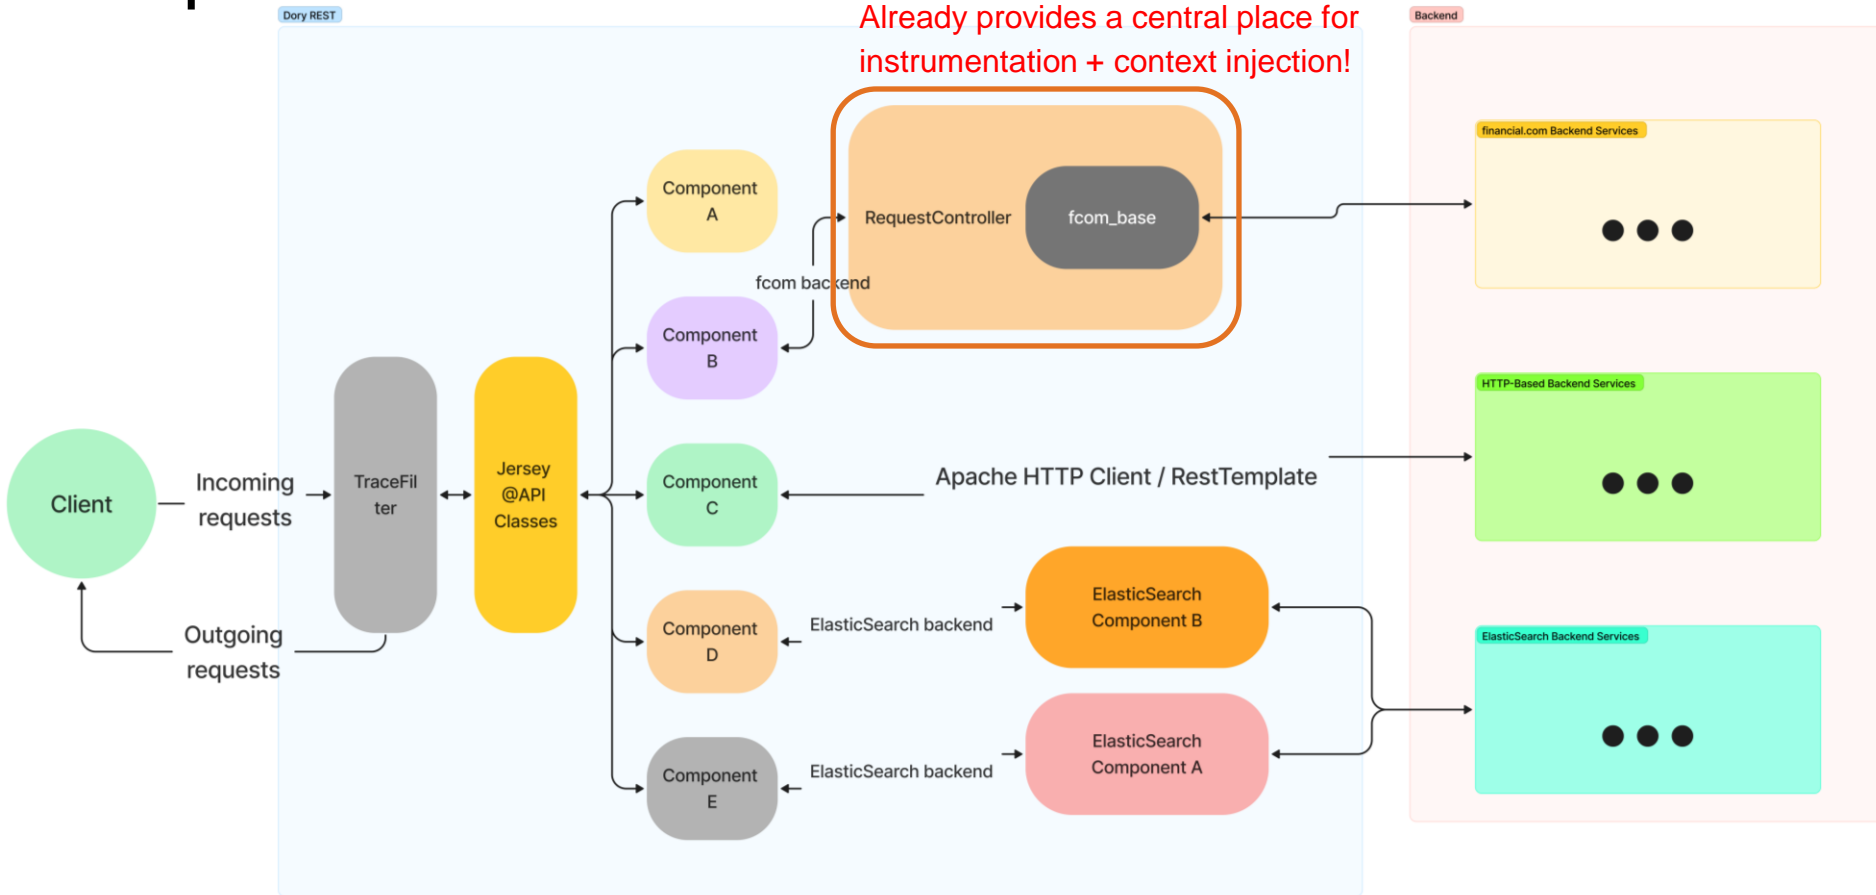 Dory REST
Already provides a central place for
instrumentation + context injection!
Backend
financial.com Backend Services
Component
A
RequestController
fcom_base
fcom backend
Component
B
HTTP-Based Backend Services
Client
Incoming
requests
TraceFil
ter
Jersey
@API
Classes
Component
C
Apache HTTP Client / RestTemplate
Outgoing
requests
Component
D
ElasticSearch backend
ElasticSearch
Component B
ElasticSearch Backend Services
Component
E
ElasticSearch backend
ElasticSearch
Component A